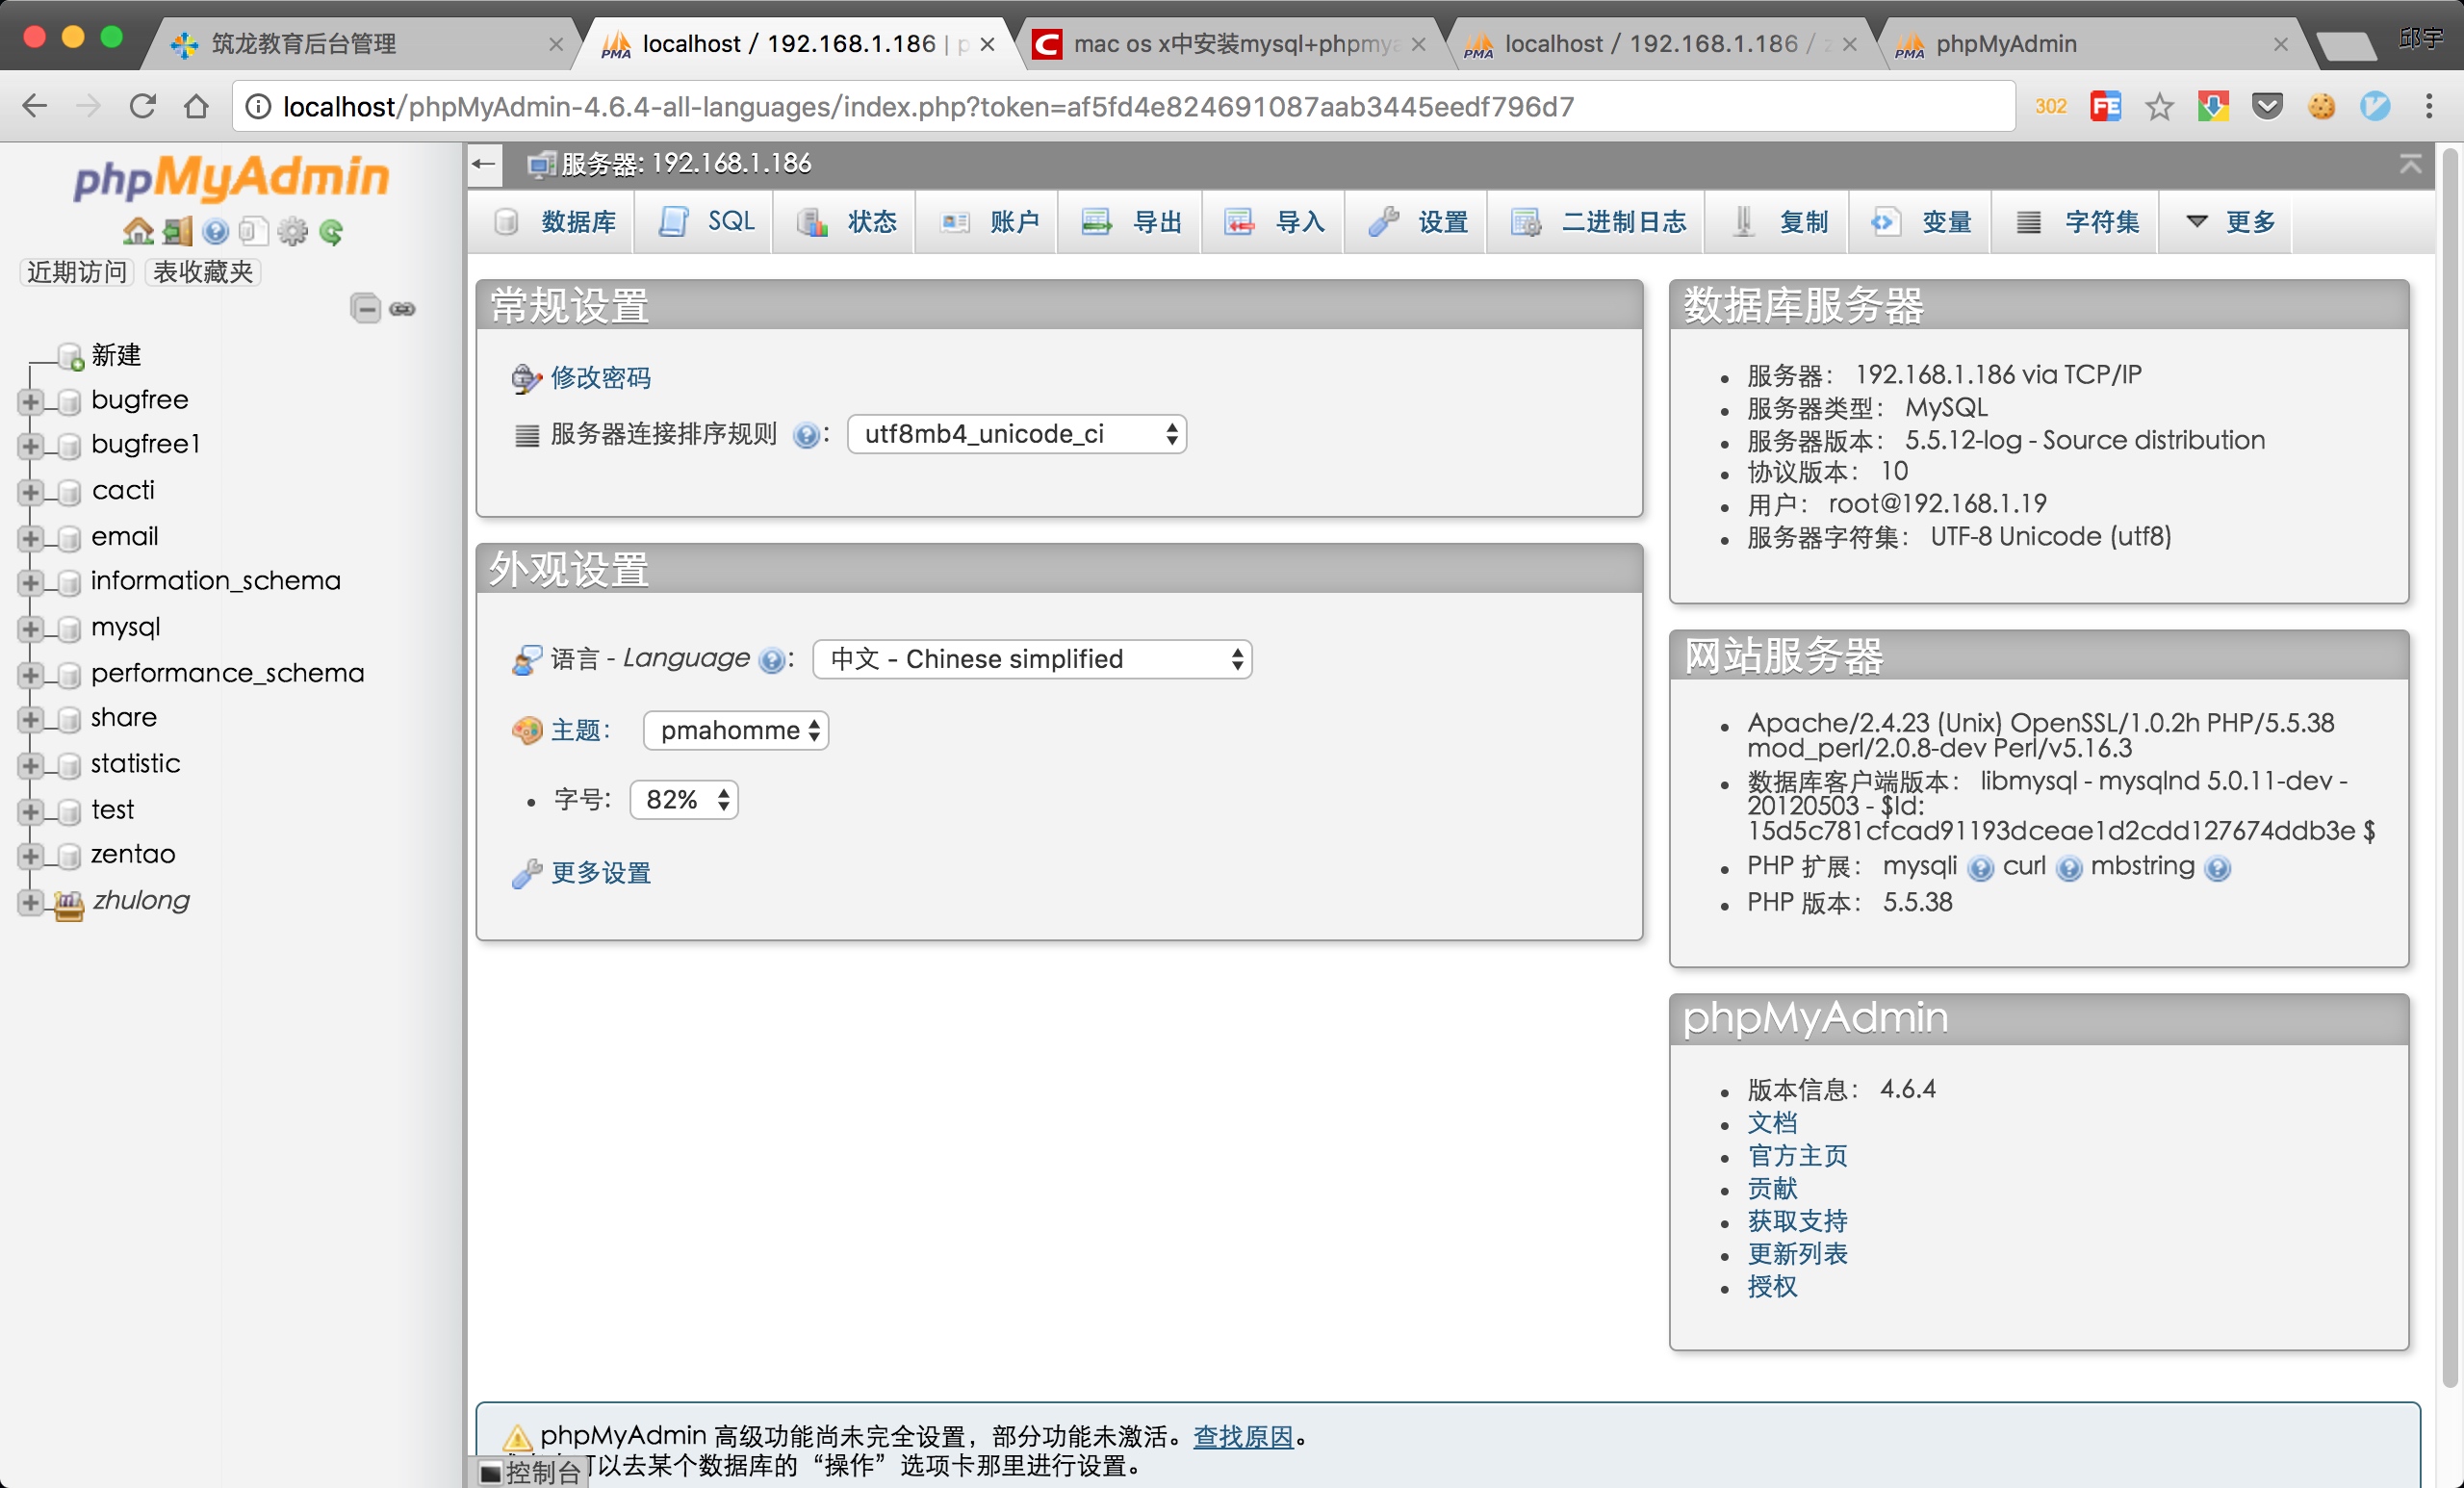 筑龙教育后台管理
localhost / 192.168.1.186 | p
mac os x中安装mysql+phpmya
localhost / 192.168.1.186 / z
phpMyAdmin
邱宇
localhost/phpMyAdmin-4.6.4-all-languages/index.php?token=af5fd4e824691087aab3445eedf796d7
302
FE
phpMyAdmin
近期访问 表收藏夹
新建
bugfree
bugfree1
cacti
email
information_schema
mysql
performance_schema
share
statistic
test
zentao
zhulong
服务器: 192.168.1.186
数据库 SQL 状态 账户 导出 导入 设置 二进制日志 复制 变量 字符集 更多
常规设置
修改密码
服务器连接排序规则 : utf8mb4_unicode_ci
外观设置
语言 - Language : 中文 - Chinese simplified
主题: pmahomme
字号: 82%
更多设置
数据库服务器
服务器: 192.168.1.186 via TCP/IP
服务器类型: MySQL
服务器版本: 5.5.12-log - Source distribution
协议版本: 10
用户: root@192.168.1.19
服务器字符集: UTF-8 Unicode (utf8)
网站服务器
Apache/2.4.23 (Unix) OpenSSL/1.0.2h PHP/5.5.38
mod_perl/2.0.8-dev Perl/v5.16.3
数据库客户端版本: libmysql - mysqlnd 5.0.11-dev -
20120503 - $Id:
15d5c781cfcad91193dceae1d2cdd127674ddb3e $
PHP 扩展: mysqli curl mbstring
PHP 版本: 5.5.38
phpMyAdmin
版本信息: 4.6.4
文档
官方主页
贡献
获取支持
更新列表
授权
phpMyAdmin 高级功能尚未完全设置，部分功能未激活。查找原因。
可以去某个数据库的“操作”选项卡那里进行设置。
控制台